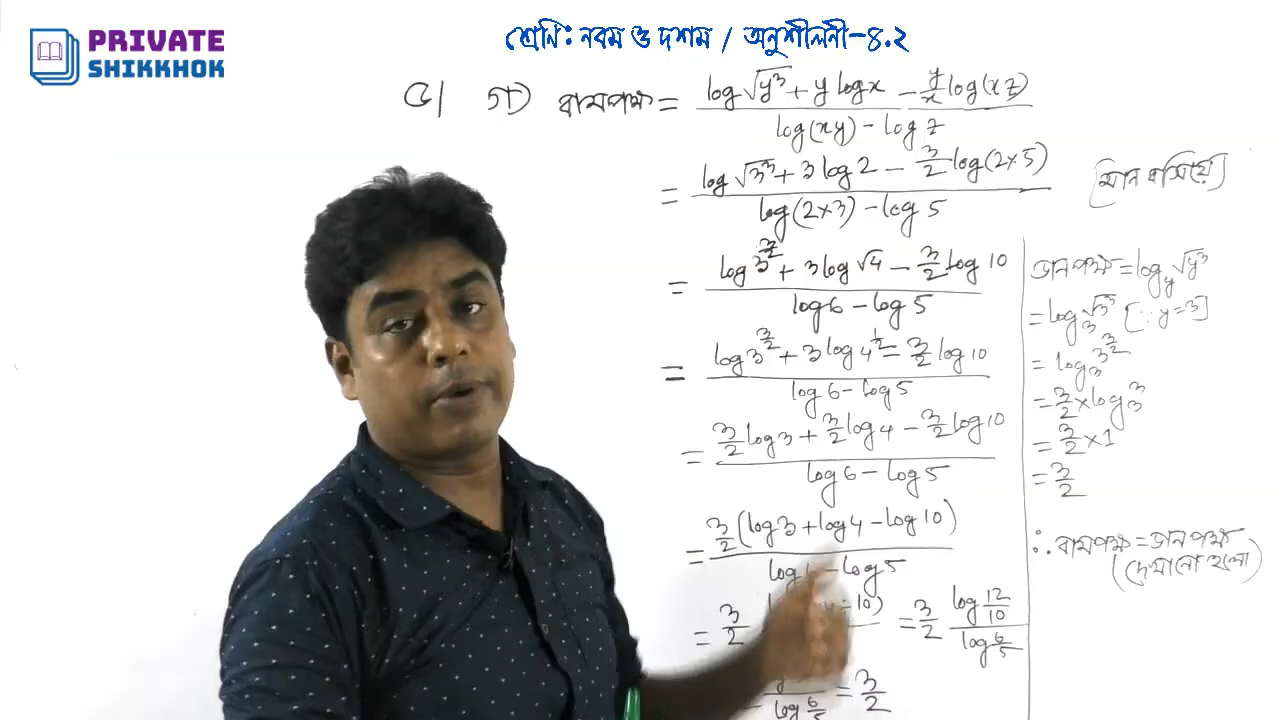 PRIVATE
SHIKKHOK
শ্রেণি: নবম ও দশম / অনুশীলনী-৪.২
৫। গ) বামপক্ষ = (log√y³ + y log x − y/x log(xz)) / (log(xy) − log z)
= (log√3³ + 3 log 2 − 3/2 log(2×5)) / (log(2×3) − log 5) [মান বসিয়ে]
= (log 3^(3/2) + 3 log√4 − 3/2 log 10) / (log 6 − log 5)
= (log 3^(3/2) + 3 log 4^(1/2) = 3/2 log 10) / (log 6 − log 5)
= (3/2 log 3 + 3/2 log 4 − 3/2 log 10) / (log 6 − log 5)
= 3/2 (log 3 + log 4 − log 10) / (log 6 − log 5)
= 3/2 10) = 3/2 (log 12/10) / (log 6/5)
log 6/5 = 3/2
ডানপক্ষ = log_y √y³
= log_3 √3³ [∵ y = 3]
= log_3 3^(3/2)
= 3/2 × log_3 3
= 3/2 × 1
= 3/2
∴ বামপক্ষ = ডানপক্ষ
(দেখানো হলো)